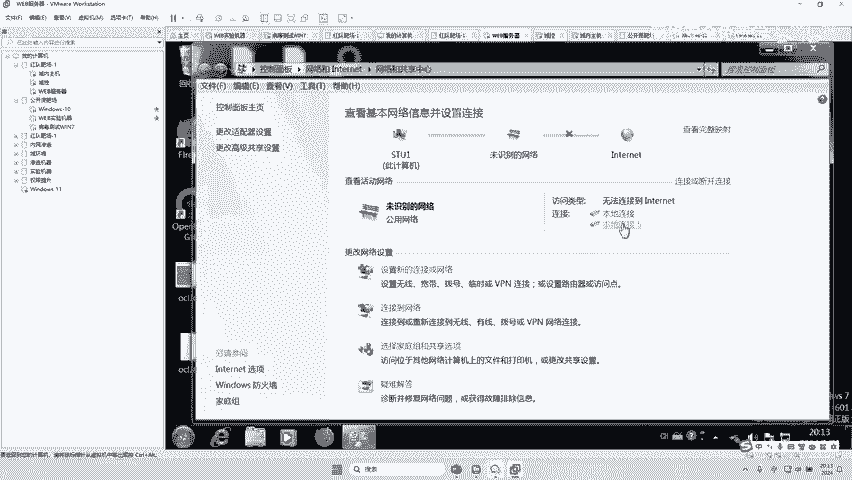 WEB服务器 - VMware Workstation
文件(F) 编辑(E) 查看(V) 虚拟机(M) 选项卡(T) 帮助(H)
主页
WEB实验机器
病毒测试WIN7
红队靶场-1
我的计算机
红队靶场-1
WEB服务器
域控
域内主机
我的计算机
红队靶场-1
域内主机
域控
WEB服务器
公开课靶场
Windows-10
WEB实验机器
病毒测试WIN7
红队靶场-1
内网渗透
域环境
渗透机器
实验机器
权限提升
Windows-11
控制面板 ▸ 网络和 Internet ▸ 网络和共享中心
搜索控制面板
文件(F) 编辑(E) 查看(V) 工具(T) 帮助(H)
控制面板主页
更改适配器设置
更改高级共享设置
查看基本网络信息并设置连接
查看完整映射
STU1
(此计算机)
未识别的网络
Internet
查看活动网络
连接或断开连接
未识别的网络
公用网络
访问类型: 无法连接到 Internet
连接: 本地连接
本地连接 5
更改网络设置
设置新的连接或网络
设置无线、宽带、拨号、临时或 VPN 连接；或设置路由器或访问点。
连接到网络
连接到或重新连接到无线、有线、拨号或 VPN 网络连接。
选择家庭组和共享选项
访问位于其他网络计算机上的文件和打印机，或更改共享设置。
疑难解答
诊断并修复网络问题，或获得故障排除信息。
另请参阅
Internet 选项
Windows 防火墙
家庭组
20:13
搜索
20:13